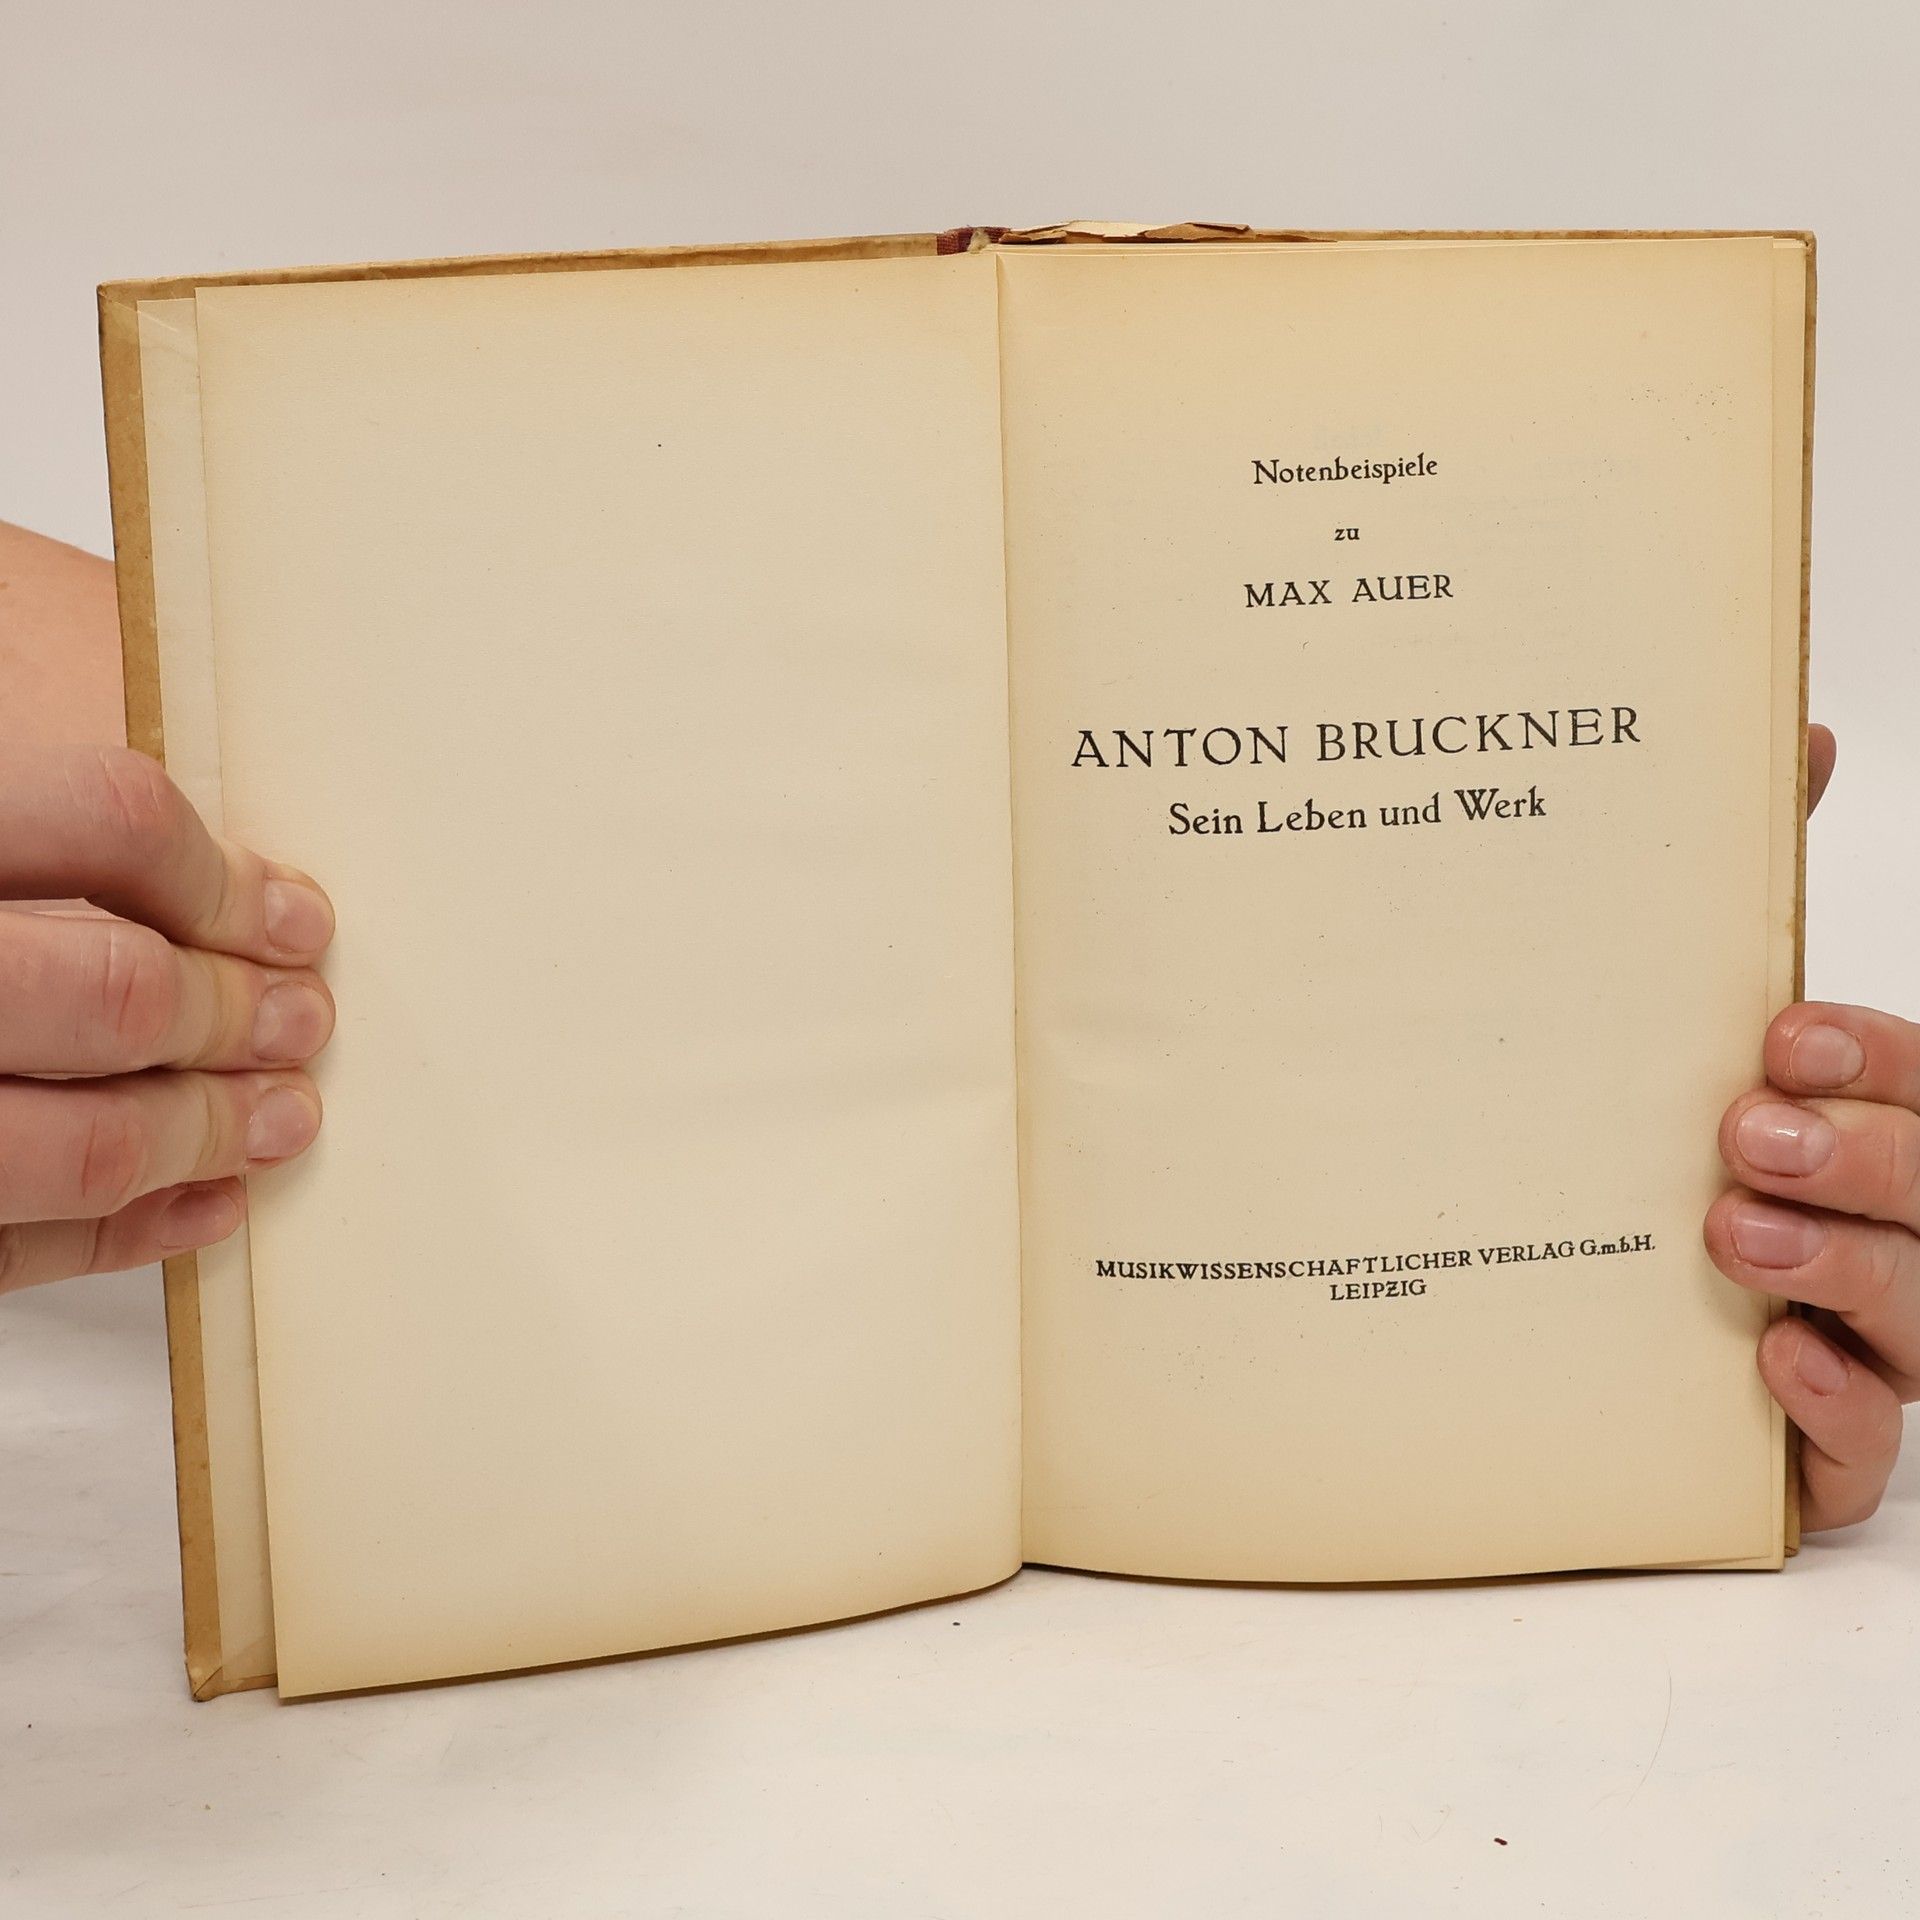 Notenbeispiele
zu
MAX AUER
ANTON BRUCKNER
Sein Leben und Werk
MUSIKWISSENSCHAFTLICHER VERLAG G.m.b.H.
LEIPZIG